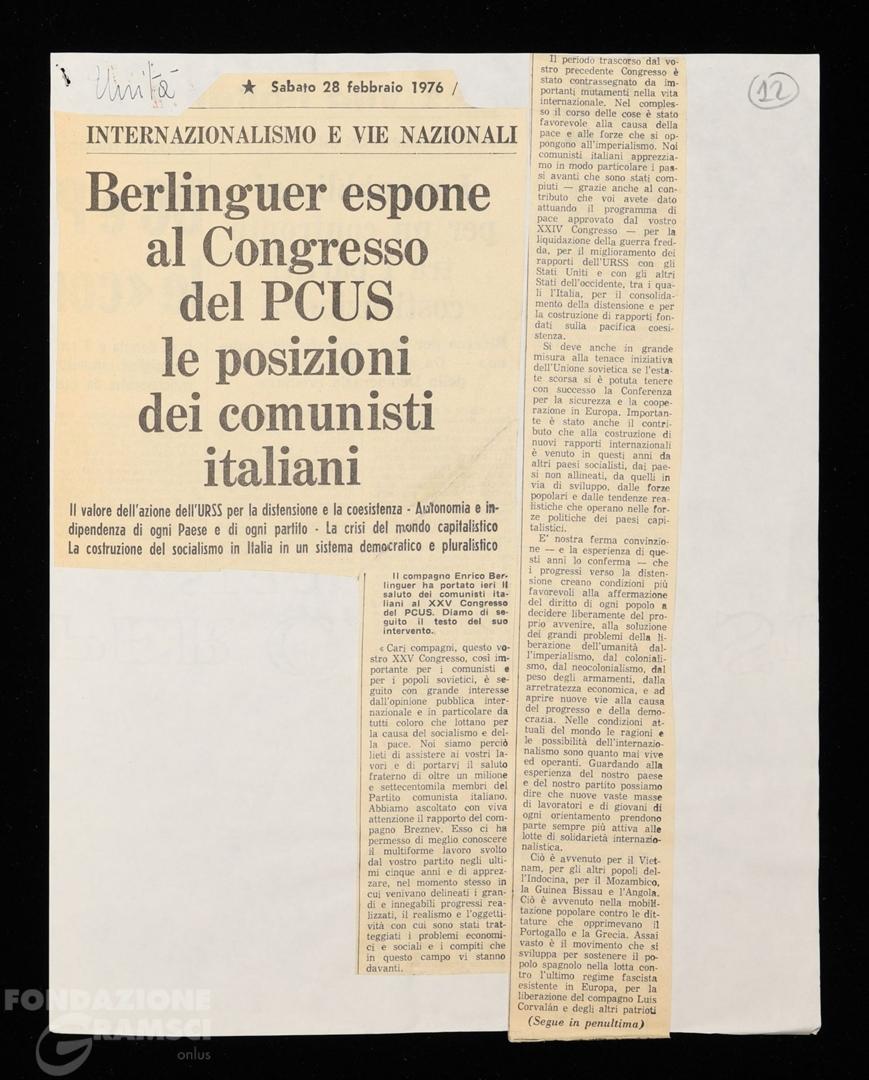 Unità
★ Sabato 28 febbraio 1976 /
12
INTERNAZIONALISMO E VIE NAZIONALI
Berlinguer espone
al Congresso
del PCUS
le posizioni
dei comunisti
italiani
Il valore dell'azione dell'URSS per la distensione e la coesistenza - Autonomia e in-
dipendenza di ogni Paese e di ogni partito - La crisi del mondo capitalistico
La costruzione del socialismo in Italia in un sistema democratico e pluralistico
Il compagno Enrico Ber-
linguer ha portato ieri il
saluto dei comunisti ita-
liani al XXV Congresso
del PCUS. Diamo di se-
guito il testo del suo
intervento.
« Cari compagni, questo vo-
stro XXV Congresso, così im-
portante per i comunisti e
per i popoli sovietici, è se-
guito con grande interesse
dall'opinione pubblica inter-
nazionale e in particolare da
tutti coloro che lottano per
la causa del socialismo e del-
la pace. Noi siamo perciò
lieti di assistere ai vostri la-
vori e di portarvi il saluto
fraterno di oltre un milione
e settecentomila membri del
Partito comunista italiano.
Abbiamo ascoltato con viva
attenzione il rapporto del com-
pagno Breznev. Esso ci ha
permesso di meglio conoscere
il multiforme lavoro svolto
dal vostro partito negli ulti-
mi cinque anni e di apprez-
zare, nel momento stesso in
cui venivano delineati i gran-
di e innegabili progressi rea-
lizzati, il realismo e l'oggetti-
vità con cui sono stati trat-
teggiati i problemi economi-
ci e sociali e i compiti che
in questo campo vi stanno
davanti.
Il periodo trascorso dal vo-
stro precedente Congresso è
stato contrassegnato da im-
portanti mutamenti nella vita
internazionale. Nel comples-
so il corso delle cose è stato
favorevole alla causa della
pace e alle forze che si op-
pongono all'imperialismo. Noi
comunisti italiani apprezzia-
mo in modo particolare i pas-
si avanti che sono stati com-
piuti — grazie anche al con-
tributo che voi avete dato
attuando il programma di
pace approvato dal vostro
XXIV Congresso — per la
liquidazione della guerra fred-
da, per il miglioramento dei
rapporti dell'URSS con gli
Stati Uniti e con gli altri
Stati dell'occidente, tra i qua-
li l'Italia, per il consolida-
mento della distensione e per
la costruzione di rapporti fon-
dati sulla pacifica coesi-
stenza.
Si deve anche in grande
misura alla tenace iniziativa
dell'Unione sovietica se l'esta-
te scorsa si è potuta tenere
con successo la Conferenza
per la sicurezza e la coope-
razione in Europa. Importan-
te è stato anche il contri-
buto che alla costruzione di
nuovi rapporti internazionali
è venuto in questi anni da
altri paesi socialisti, dai pae-
si non allineati, da quelli in
via di sviluppo, dalle forze
popolari e dalle tendenze rea-
listiche che operano nelle for-
ze politiche dei paesi capi-
talistici.
E' nostra ferma convinzio-
ne — e la esperienza di que-
sti anni lo conferma — che
i progressi verso la disten-
sione creano condizioni più
favorevoli alla affermazione
del diritto di ogni popolo a
decidere liberamente del pro-
prio avvenire, alla soluzione
dei grandi problemi della li-
berazione dell'umanità dal-
l'imperialismo, dal coloniali-
smo, dal neocolonialismo, dal
peso degli armamenti, dalla
arretratezza economica, e ad
aprire nuove vie alla causa
del progresso e della demo-
crazia. Nelle condizioni at-
tuali del mondo le ragioni e
le possibilità dell'internazio-
nalismo sono quanto mai vive
ed operanti. Guardando alla
esperienza del nostro paese
e del nostro partito possiamo
dire che nuove vaste masse
di lavoratori e di giovani di
ogni orientamento prendono
parte sempre più attiva alle
lotte di solidarietà internazio-
nalistica.
Ciò è avvenuto per il Viet-
nam, per gli altri popoli del-
l'Indocina, per il Mozambico,
la Guinea Bissau e l'Angola.
Ciò è avvenuto nella mobili-
tazione popolare contro le dit-
tature che opprimevano il
Portogallo e la Grecia. Assai
vasto è il movimento che si
sviluppa per sostenere il po-
polo spagnolo nella lotta con-
tro l'ultimo regime fascista
esistente in Europa, per la
liberazione del compagno Luis
Corvalán e degli altri patrioti
(Segue in penultima)
FONDAZIONE
GRAMSCI
onlus